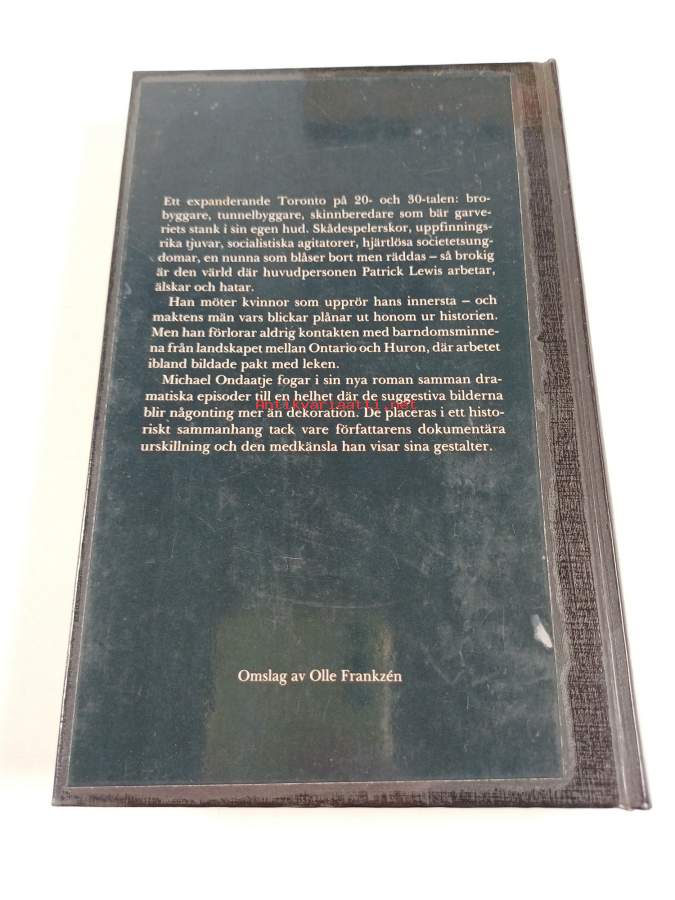 Ett expanderande Toronto på 20- och 30-talen: bro-
byggare, tunnelbyggare, skinnberedare som bär garve-
riets stank i sin egen hud. Skådespelerskor, uppfinnings-
rika tjuvar, socialistiska agitatorer, hjärtlösa societetsung-
domar, en nunna som blåser bort men räddas – så brokig
är den värld där huvudpersonen Patrick Lewis arbetar,
älskar och hatar.
Han möter kvinnor som upprör hans innersta – och
maktens män vars blickar plånar ut honom ur historien.
Men han förlorar aldrig kontakten med barndomsminne-
na från landskapet mellan Ontario och Huron, där arbetet
ibland bildade pakt med leken.
Michael Ondaatje fogar i sin nya roman samman dra-
matiska episoder till en helhet där de suggestiva bilderna
Antikvariaatti.net
blir någonting mer än dekoration. De placeras i ett histo-
riskt sammanhang tack vare författarens dokumentära
urskillning och den medkänsla han visar sina gestalter.
Omslag av Olle Frankzén